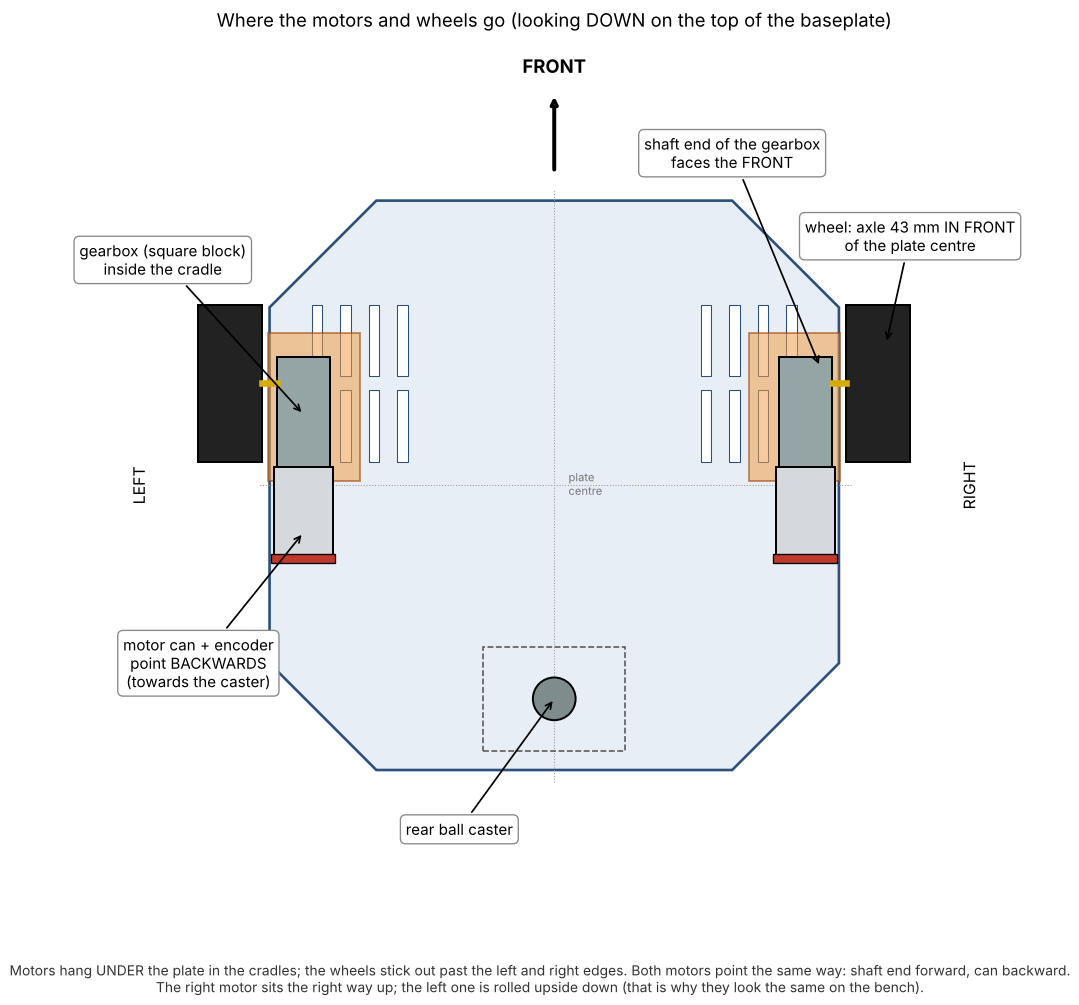 Where the motors and wheels go (looking DOWN on the top of the baseplate)
FRONT
shaft end of the gearbox
faces the FRONT
wheel: axle 43 mm IN FRONT
of the plate centre
gearbox (square block)
inside the cradle
LEFT
plate
centre
RIGHT
motor can + encoder
point BACKWARDS
(towards the caster)
rear ball caster
Motors hang UNDER the plate in the cradles; the wheels stick out past the left and right edges. Both motors point the same way: shaft end forward, can backward.
The right motor sits the right way up; the left one is rolled upside down (that is why they look the same on the bench).